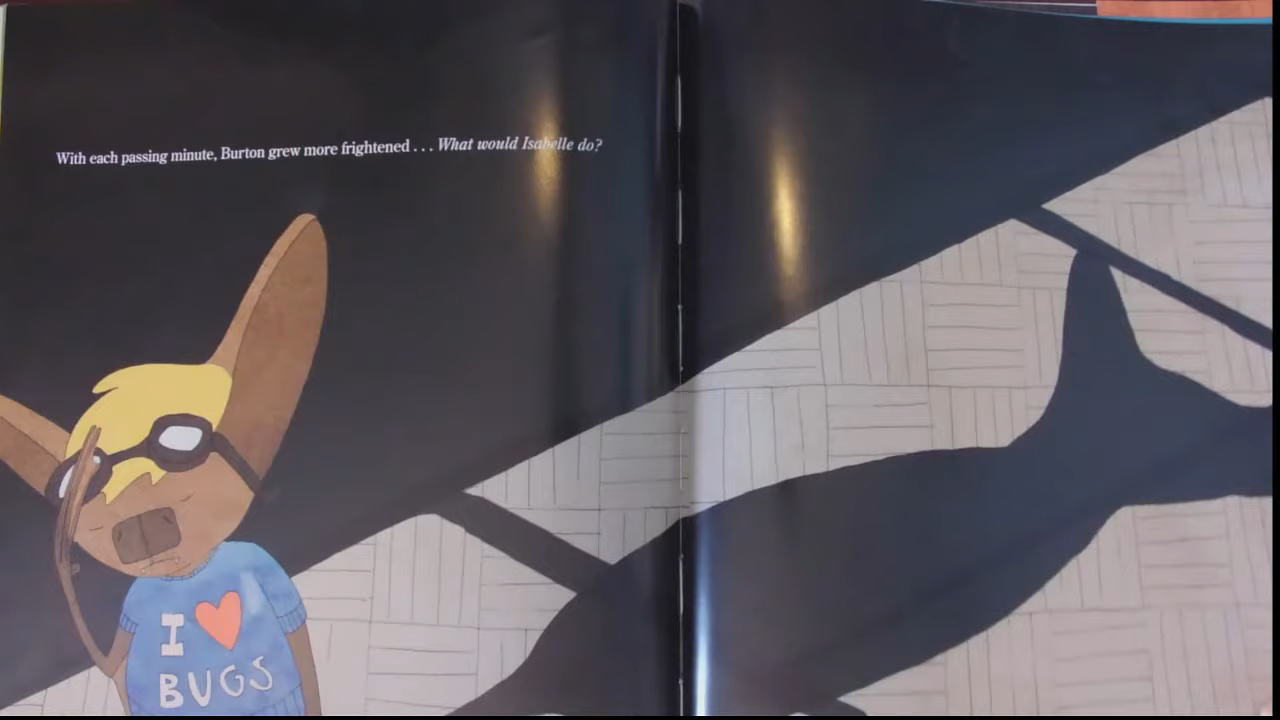 With each passing minute, Burton grew more frightened . . . What would Isabelle do?
I
BUGS